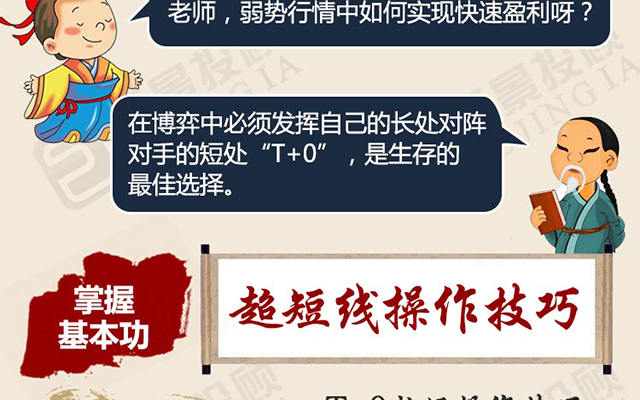 老师，弱势行情中如何实现快速盈利呀？
在博弈中必须发挥自己的长处对阵
对手的短处“T+0”，是生存的
最佳选择。
掌握
基本功
超短线操作技巧